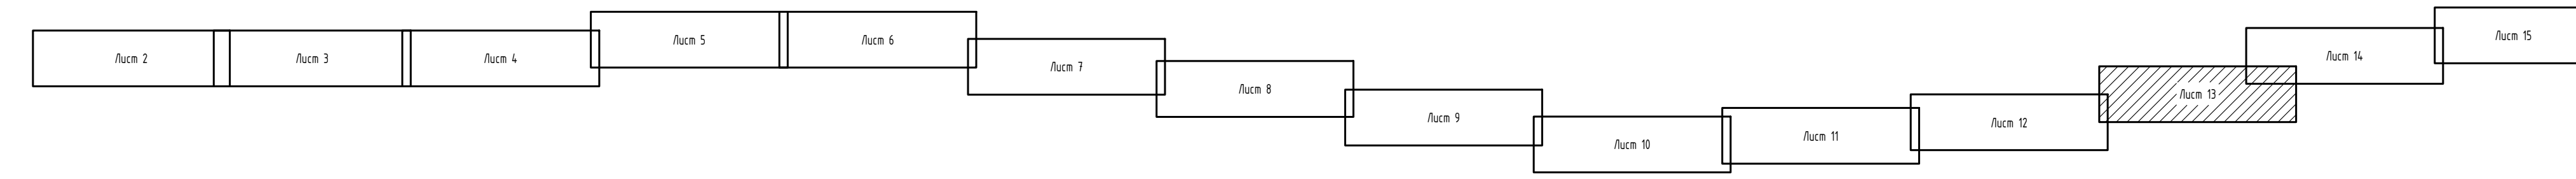 Лист 2
Лист 3
Лист 4
Лист 5
Лист 6
Лист 7
Лист 8
Лист 9
Лист 10
Лист 11
Лист 12
Лист 13
Лист 14
Лист 15